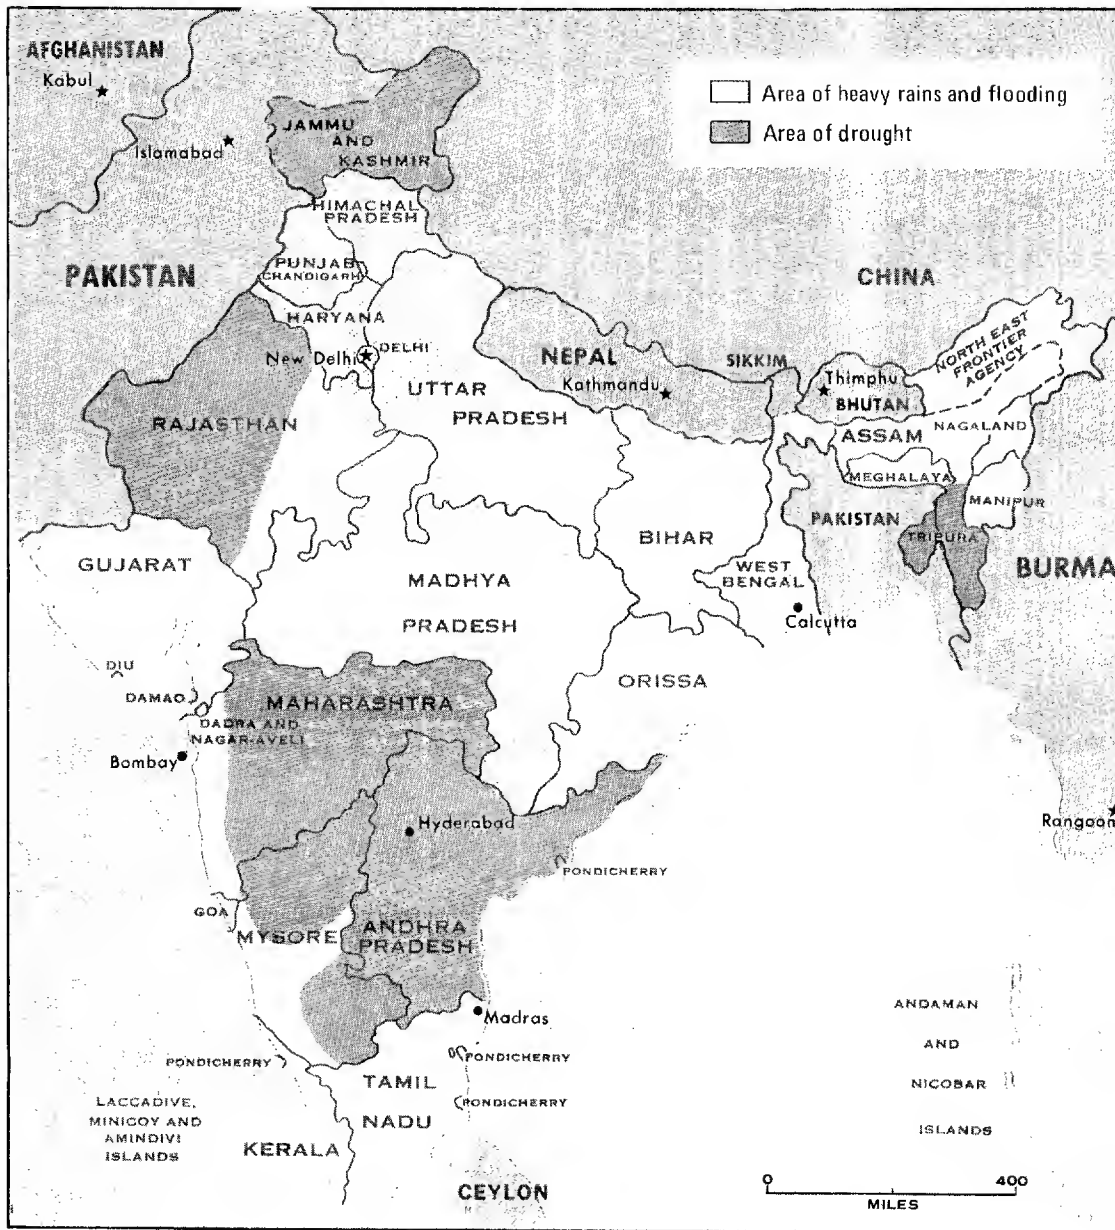 AFGHANISTAN
Kabul
Islamabad
JAMMU
AND
KASHMIR
Area of heavy rains and flooding
Area of drought
HIMACHAL
PRADESH
PAKISTAN
PUNJAB
CHANDIGARH
HARYANA
New Delhi
DELHI
CHINA
NEPAL
Kathmandu
SIKKIM
Thimphu
BHUTAN
NORTH EAST
FRONTIER
AGENCY
RAJASTHAN
UTTAR
PRADESH
ASSAM
NAGALAND
MEGHALAYA
MANIPUR
PAKISTAN
TRIPURA
BURMA
GUJARAT
MADHYA
PRADESH
BIHAR
WEST
BENGAL
Calcutta
ORISSA
DIU
DAMAO
DADRA AND
NAGAR-AVELI
MAHARASHTRA
Bombay
Hyderabad
Rangoon
PONDICHERRY
GOA
MYSORE
ANDHRA
PRADESH
Madras
ANDAMAN
AND
NICOBAR
ISLANDS
PONDICHERRY
PONDICHERRY
PONDICHERRY
TAMIL
NADU
LACCADIVE,
MINICOY AND
AMINDIVI
ISLANDS
KERALA
CEYLON
0 400
MILES